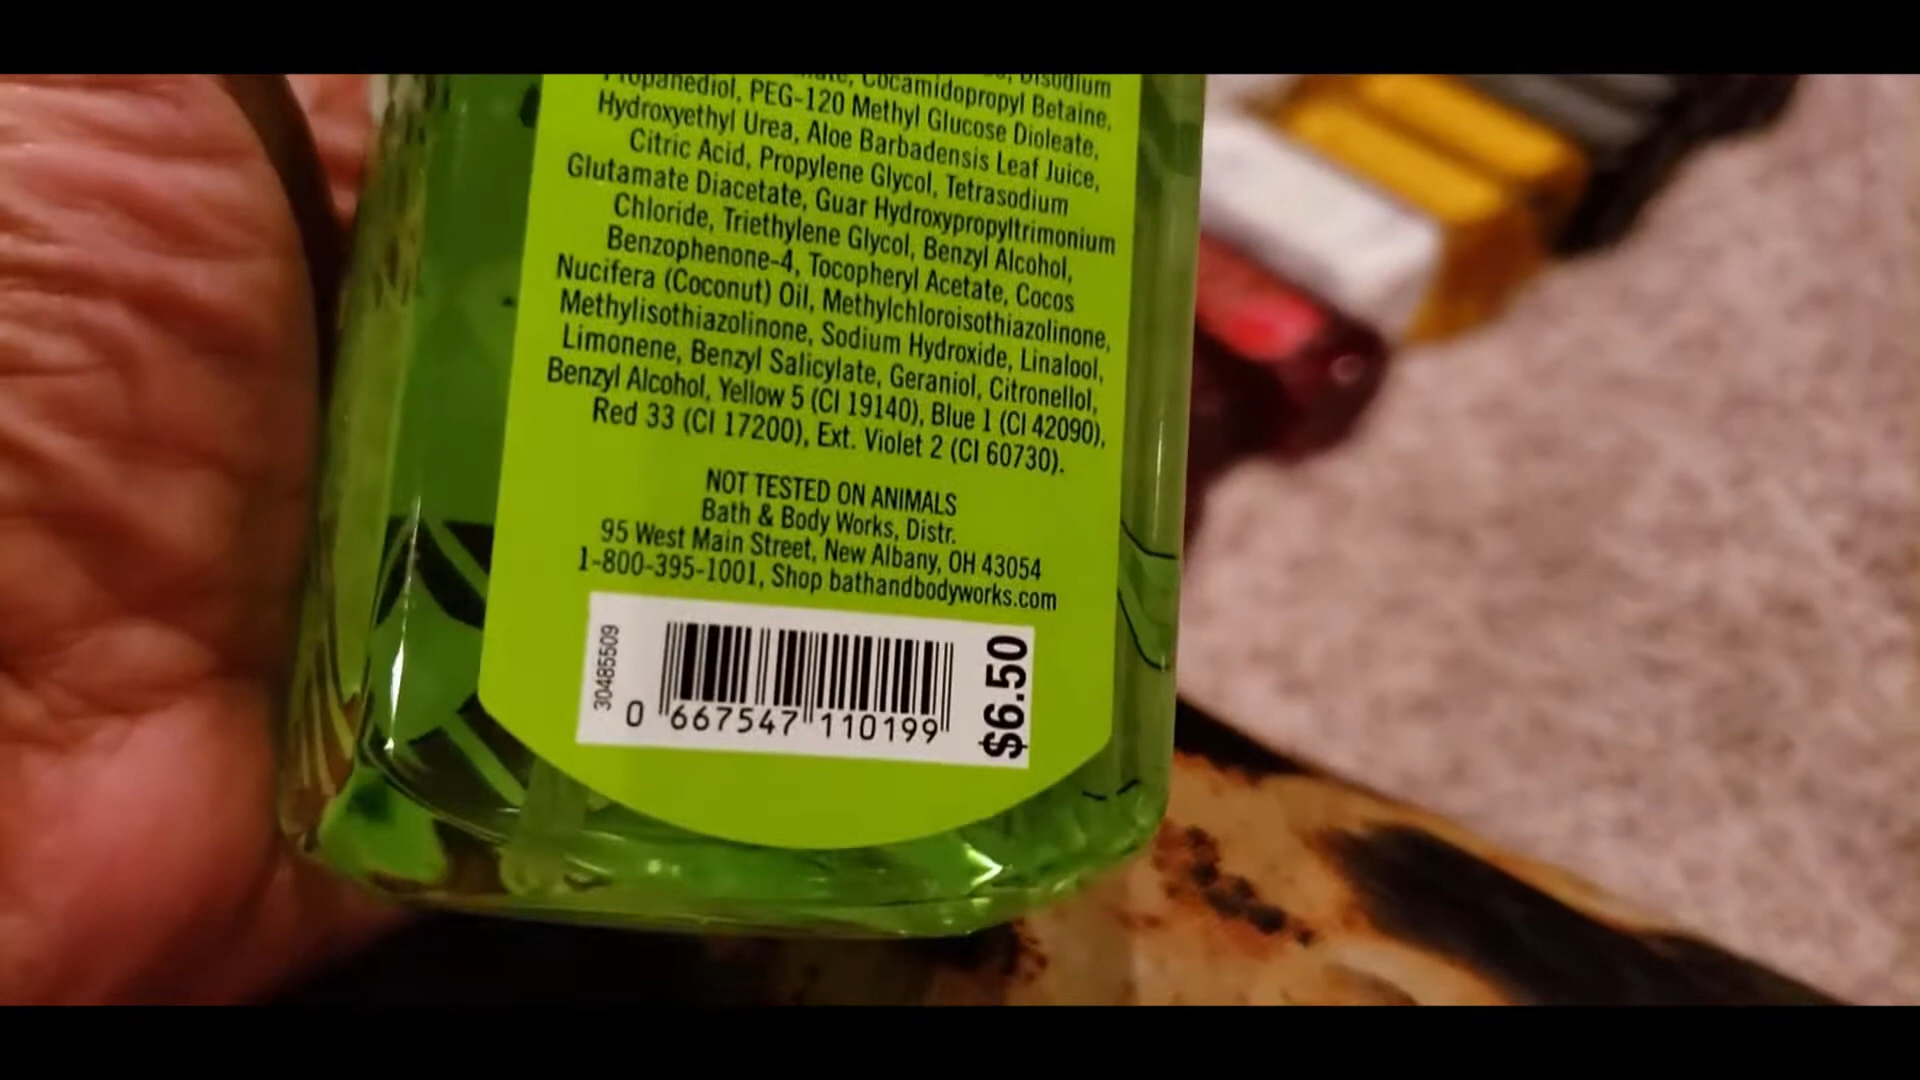 Disodium
Cocamidopropyl Betaine,
Propanediol, PEG-120 Methyl Glucose Dioleate,
Hydroxyethyl Urea, Aloe Barbadensis Leaf Juice,
Citric Acid, Propylene Glycol, Tetrasodium
Glutamate Diacetate, Guar Hydroxypropyltrimonium
Chloride, Triethylene Glycol, Benzyl Alcohol,
Benzophenone-4, Tocopheryl Acetate, Cocos
Nucifera (Coconut) Oil, Methylchloroisothiazolinone,
Methylisothiazolinone, Sodium Hydroxide, Linalool,
Limonene, Benzyl Salicylate, Geraniol, Citronellol,
Benzyl Alcohol, Yellow 5 (CI 19140), Blue 1 (CI 42090),
Red 33 (CI 17200), Ext. Violet 2 (CI 60730).
NOT TESTED ON ANIMALS
Bath & Body Works, Distr.
95 West Main Street, New Albany, OH 43054
1-800-395-1001, Shop bathandbodyworks.com
30485509
0 667547 110199
$6.50